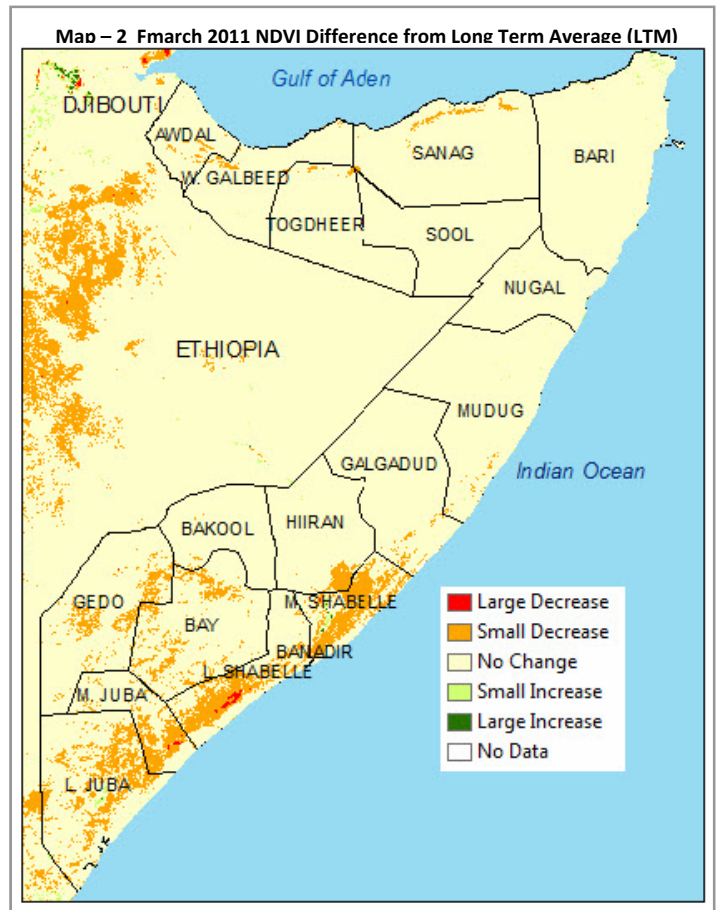 Map – 2 Fmarch 2011 NDVI Difference from Long Term Average (LTM)
Gulf of Aden
DJIBOUTI
AWDAL
SANAG
BARI
W. GALBEED
TOGDHEER
SOOL
NUGAL
ETHIOPIA
MUDUG
GALGADUD
Indian Ocean
BAKOOL
HIIRAN
GEDO
M. SHABELLE
BAY
BANADIR
L. SHABELLE
M. JUBA
L. JUBA
Large Decrease
Small Decrease
No Change
Small Increase
Large Increase
No Data